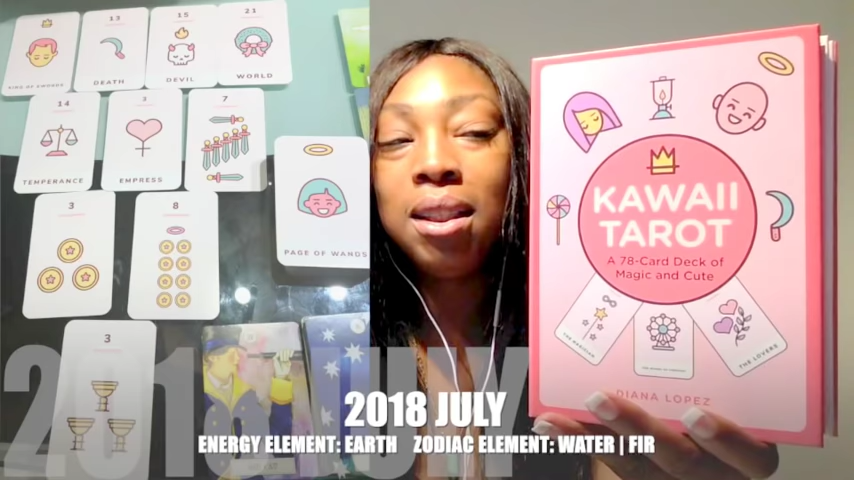 KING OF SWORDS
13
DEATH
15
DEVIL
21
WORLD
14
TEMPERANCE
3
EMPRESS
7
PAGE OF WANDS
3
8
3
KAWAII
TAROT
A 78-Card Deck of
Magic and Cute
THE MAGICIAN
THE LOVERS
DIANA LOPEZ
2018 JULY
2018 JULY
ENERGY ELEMENT: EARTH ZODIAC ELEMENT: WATER | FIR